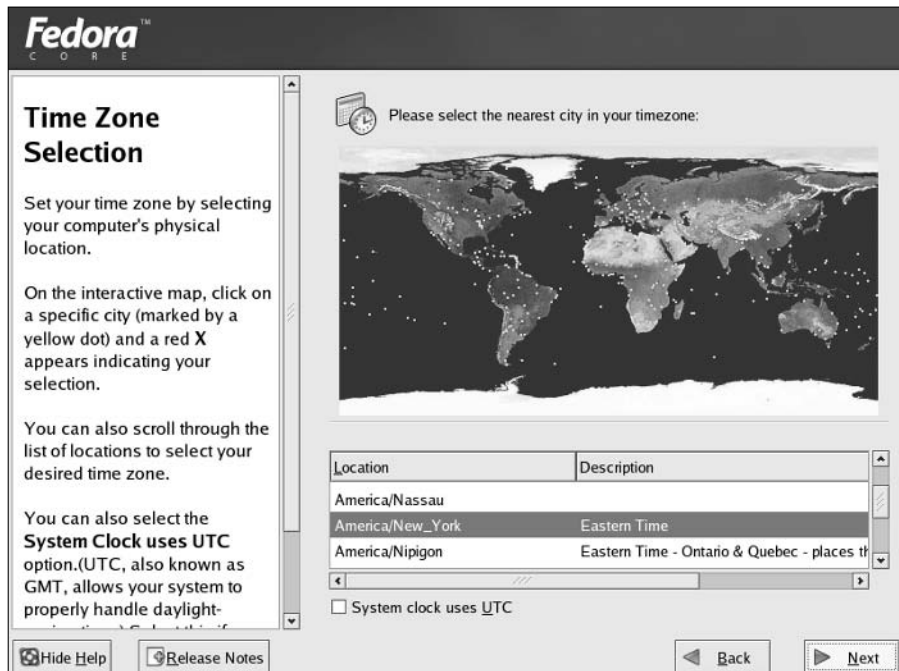 Fedora™
CORE
Time Zone
Selection
Set your time zone by selecting
your computer's physical
location.
On the interactive map, click on
a specific city (marked by a
yellow dot) and a red X
appears indicating your
selection.
You can also scroll through the
list of locations to select your
desired time zone.
You can also select the
System Clock uses UTC
option.(UTC, also known as
GMT, allows your system to
properly handle daylight-
Please select the nearest city in your timezone:
Location Description
America/Nassau
America/New_York Eastern Time
America/Nipigon Eastern Time - Ontario & Quebec - places th
System clock uses UTC
Hide Help
Release Notes
Back
Next